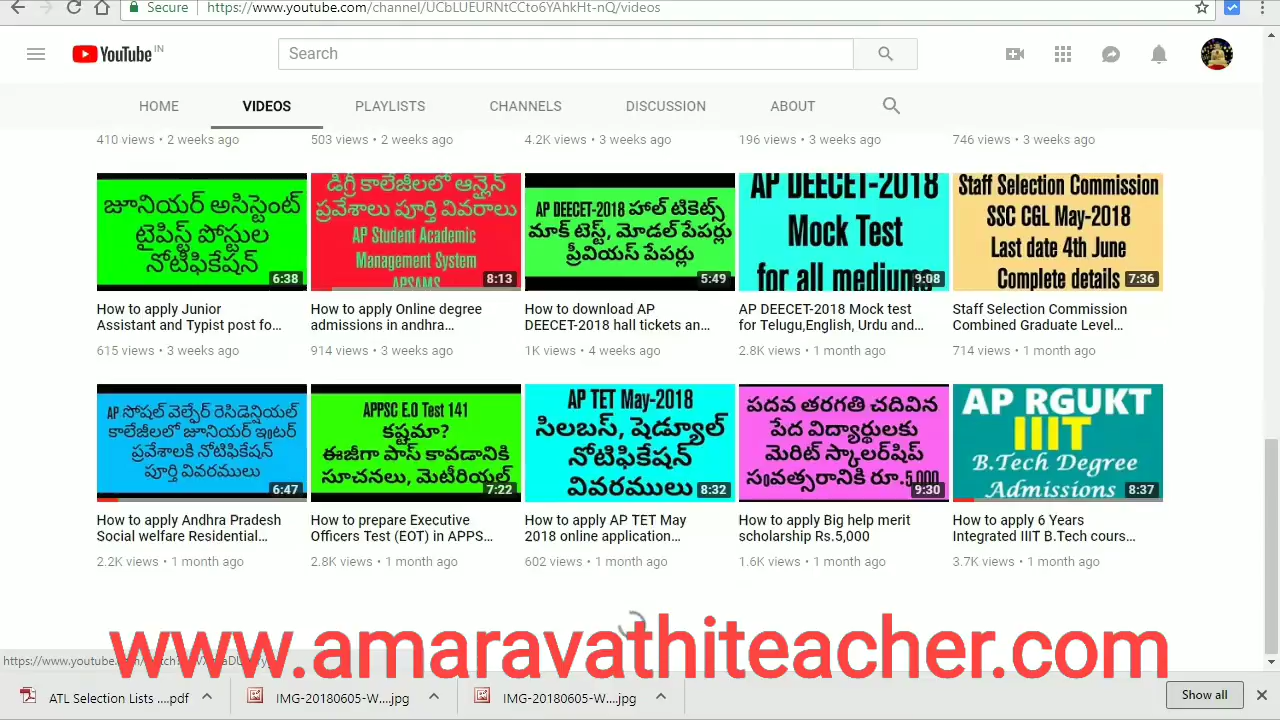 Secure https://www.youtube.com/channel/UCbLUEURNtCCto6YAhkHt-nQ/videos
YouTube IN
Search
HOME VIDEOS PLAYLISTS CHANNELS DISCUSSION ABOUT
410 views • 2 weeks ago
503 views • 2 weeks ago
4.2K views • 3 weeks ago
196 views • 3 weeks ago
746 views • 3 weeks ago
జూనియర్ అసిస్టెంట్
టైపిస్ట్ పోస్టుల
నోటిఫికేషన్
6:38
డిగ్రీ కాలేజీలలో ఆన్లైన్
ప్రవేశాలు పూర్తి వివరాలు
AP Student Academic
Management System
APSAMS
8:13
AP DEECET-2018 హాల్ టికెట్స్
మాక్ టెస్ట్, మోడల్ పేపర్లు
ప్రీవియస్ పేపర్లు
5:49
AP DEECET-2018
Mock Test
for all mediums
9:08
Staff Selection Commission
SSC CGL May-2018
Last date 4th June
Complete details
7:36
How to apply Junior
Assistant and Typist post fo...
615 views • 3 weeks ago
How to apply Online degree
admissions in andhra...
914 views • 3 weeks ago
How to download AP
DEECET-2018 hall tickets an...
1K views • 4 weeks ago
AP DEECET-2018 Mock test
for Telugu,English, Urdu and...
2.8K views • 1 month ago
Staff Selection Commission
Combined Graduate Level...
714 views • 1 month ago
AP సోషల్ వెల్ఫేర్ రెసిడెన్షియల్
కాలేజీలలో జూనియర్ ఇంటర్
ప్రవేశాలకి నోటిఫికేషన్
పూర్తి వివరములు
6:47
APPSC E.O Test 141
కష్టమా?
ఈజీగా పాస్ కావడానికి
సూచనలు, మెటీరియల్
7:22
AP TET May-2018
సిలబస్, షెడ్యూల్
నోటిఫికేషన్
వివరములు
8:32
పదవ తరగతి చదివిన
పేద విద్యార్థులకు
మెరిట్ స్కాలర్‌షిప్
సంవత్సరానికి రూ.5,000
9:30
AP RGUKT
IIIT
B.Tech Degree
Admissions
8:37
How to apply Andhra Pradesh
Social welfare Residential...
2.2K views • 1 month ago
How to prepare Executive
Officers Test (EOT) in APPS...
2.8K views • 1 month ago
How to apply AP TET May
2018 online application...
602 views • 1 month ago
How to apply Big help merit
scholarship Rs.5,000
1.6K views • 1 month ago
How to apply 6 Years
Integrated IIIT B.Tech cours...
3.7K views • 1 month ago
www.amaravathiteacher.com
https://www.youtube.com
ATL Selection Lists ....pdf
IMG-20180605-W....jpg
IMG-20180605-W....jpg
Show all